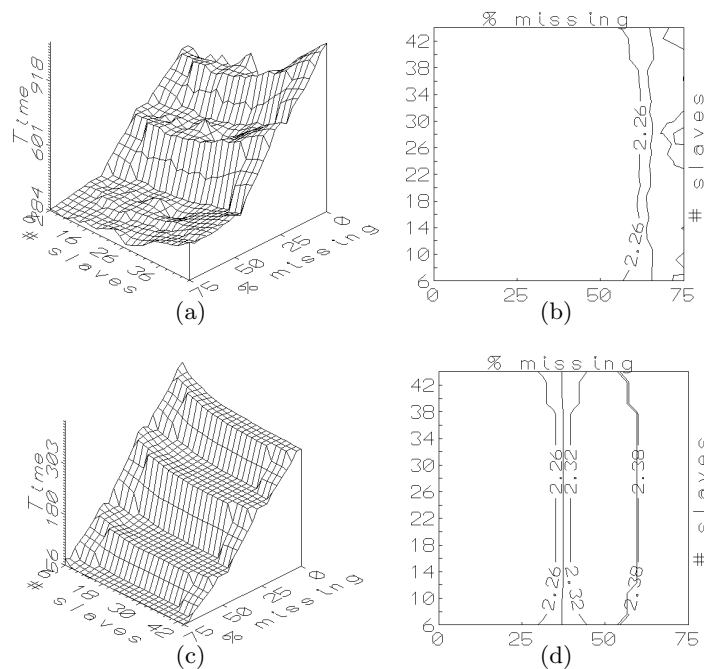 Time
284 601 918
# slaves
6 16 26 36
% missing
75 50 25 0
(a)
% missing
42
38
34
30
26
22
18
14
10
6
0 25 50 75
2.26
2.26
# slaves
(b)
Time
56 180 303
# slaves
6 18 30 42
% missing
75 50 25 0
(c)
% missing
42
38
34
30
26
22
18
14
10
6
0 25 50 75
2.26 2.32 2.38
2.26 2.32 2.38
# slaves
(d)